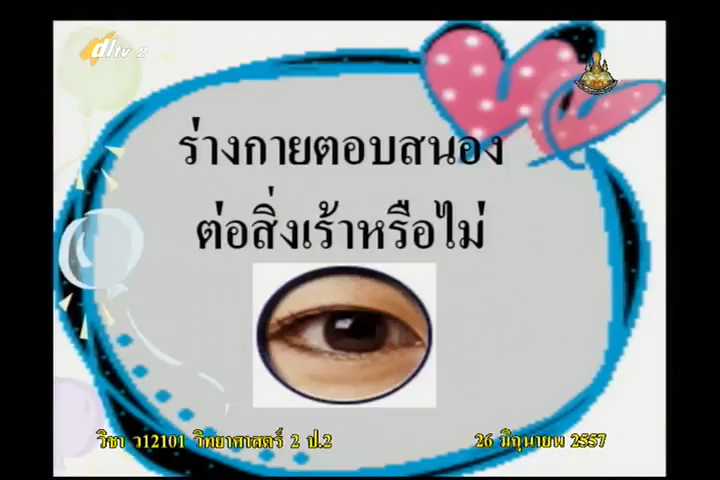 dltv 2
ร่างกายตอบสนอง
ต่อสิ่งเร้าหรือไม่
วิชา ว12101 วิทยาศาสตร์ 2 ป.2
26 มิถุนายน 2557